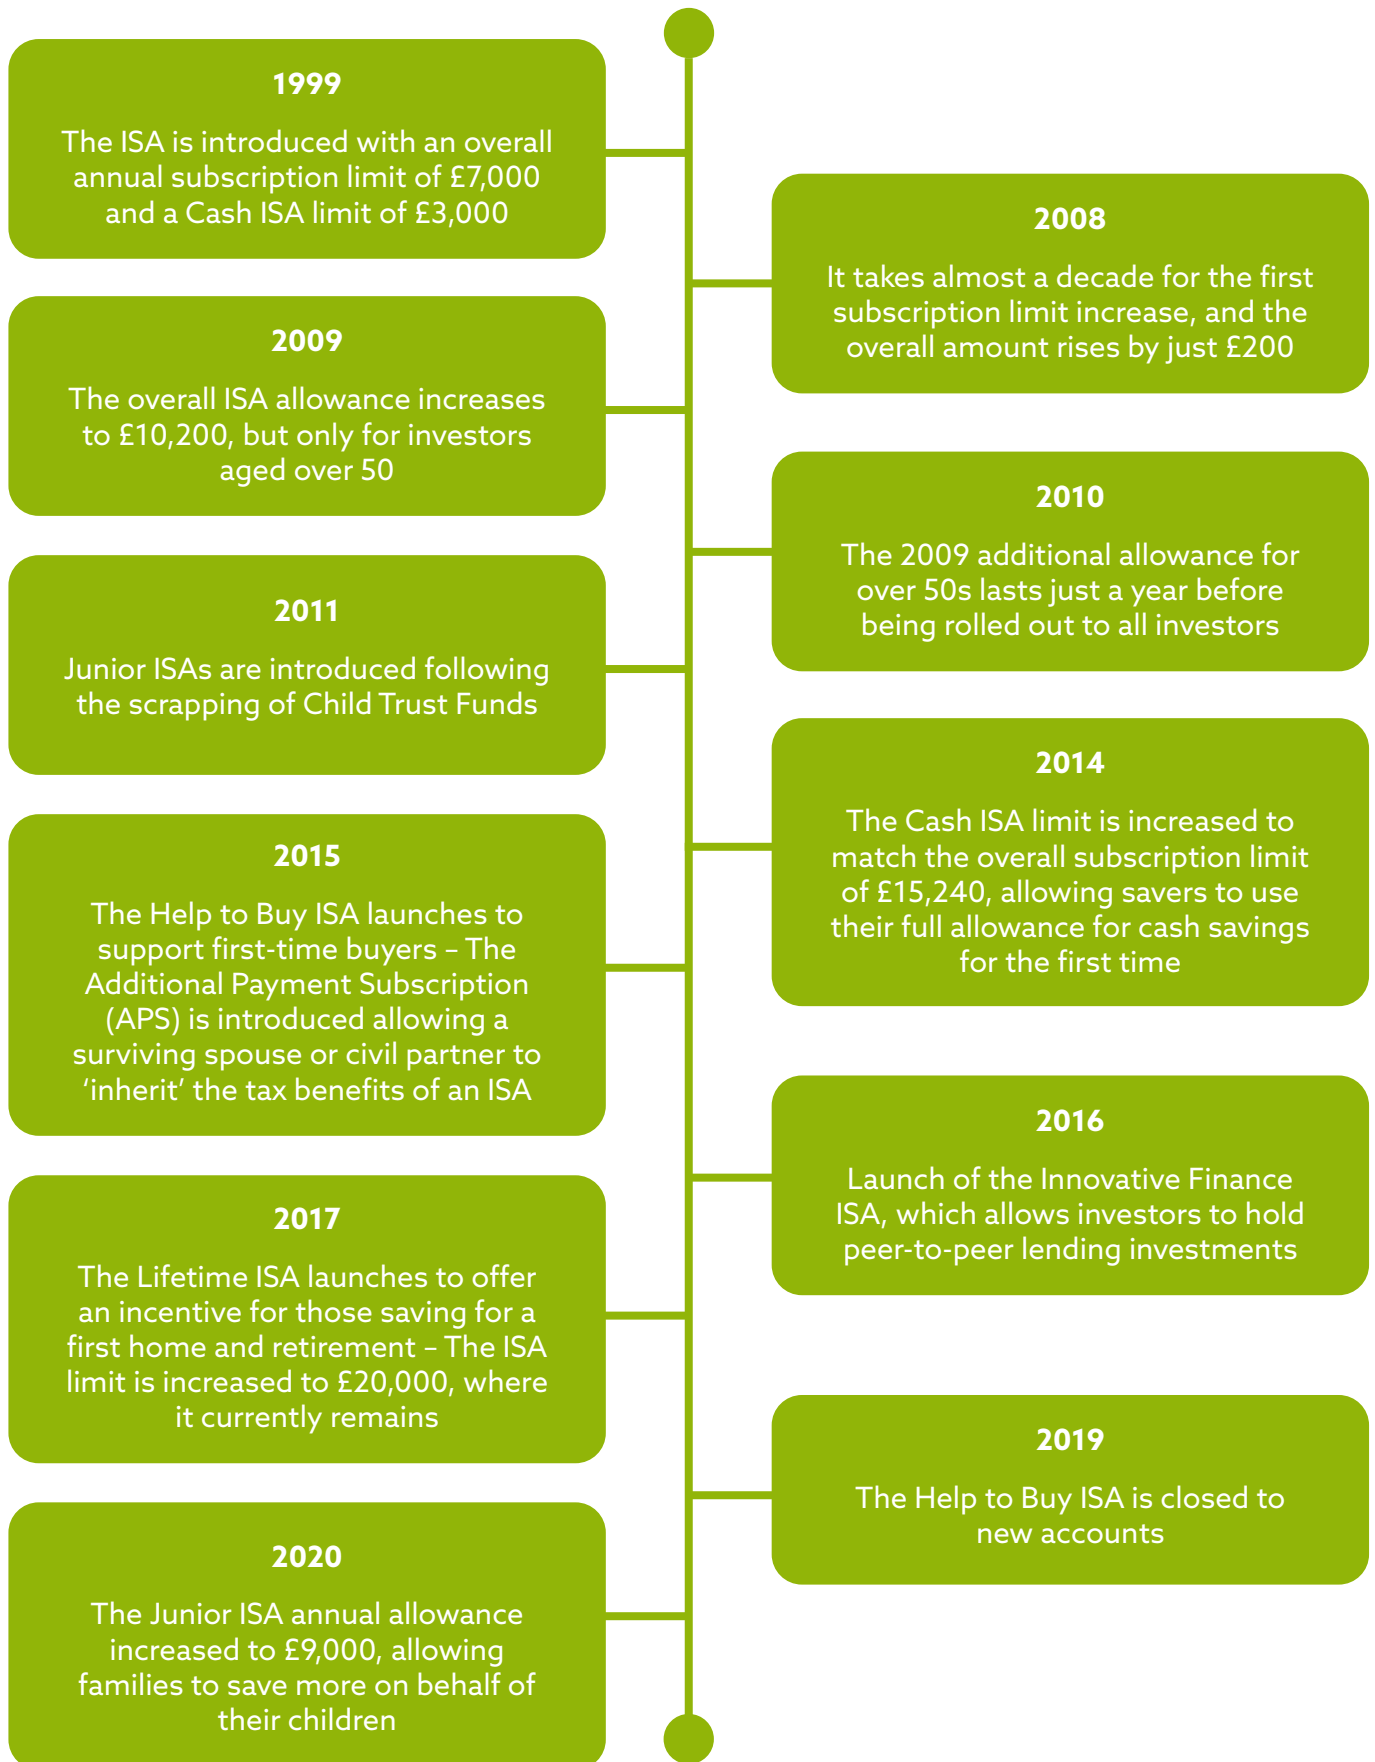 1999
The ISA is introduced with an overall
annual subscription limit of £7,000
and a Cash ISA limit of £3,000
2008
It takes almost a decade for the first
subscription limit increase, and the
overall amount rises by just £200
2009
The overall ISA allowance increases
to £10,200, but only for investors
aged over 50
2010
The 2009 additional allowance for
over 50s lasts just a year before
being rolled out to all investors
2011
Junior ISAs are introduced following
the scrapping of Child Trust Funds
2014
The Cash ISA limit is increased to
match the overall subscription limit
of £15,240, allowing savers to use
their full allowance for cash savings
for the first time
2015
The Help to Buy ISA launches to
support first-time buyers – The
Additional Payment Subscription
(APS) is introduced allowing a
surviving spouse or civil partner to
‘inherit’ the tax benefits of an ISA
2016
Launch of the Innovative Finance
ISA, which allows investors to hold
peer-to-peer lending investments
2017
The Lifetime ISA launches to offer
an incentive for those saving for a
first home and retirement – The ISA
limit is increased to £20,000, where
it currently remains
2019
The Help to Buy ISA is closed to
new accounts
2020
The Junior ISA annual allowance
increased to £9,000, allowing
families to save more on behalf of
their children